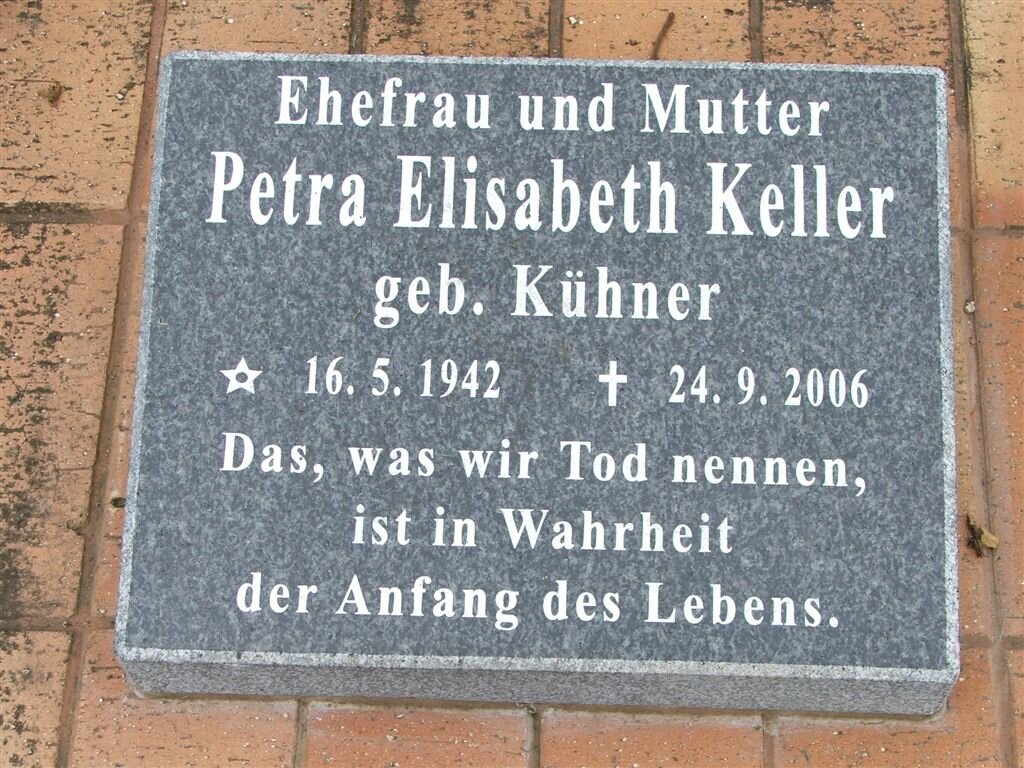 Ehefrau und Mutter
Petra Elisabeth Keller
geb. Kühner
16. 5. 1942 24. 9. 2006
Das, was wir Tod nennen,
ist in Wahrheit
der Anfang des Lebens.